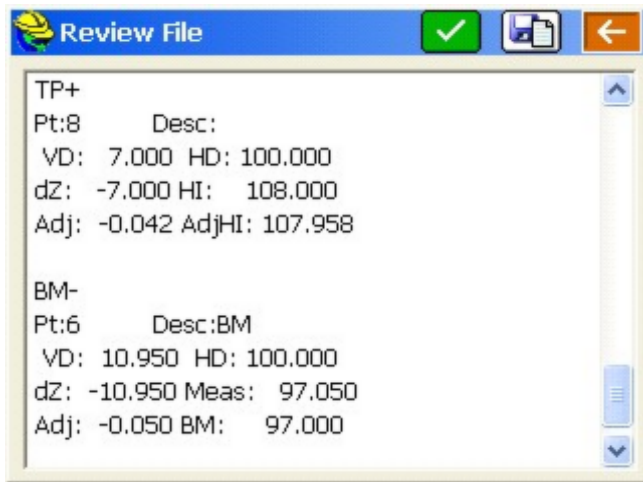 Review File
TP+
Pt:8 Desc:
VD: 7.000 HD: 100.000
dZ: -7.000 HI: 108.000
Adj: -0.042 AdjHI: 107.958
BM-
Pt:6 Desc:BM
VD: 10.950 HD: 100.000
dZ: -10.950 Meas: 97.050
Adj: -0.050 BM: 97.000